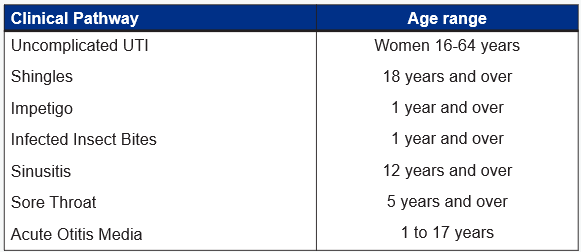 Clinical Pathway Age range
Uncomplicated UTI Women 16-64 years
Shingles 18 years and over
Impetigo 1 year and over
Infected Insect Bites 1 year and over
Sinusitis 12 years and over
Sore Throat 5 years and over
Acute Otitis Media 1 to 17 years